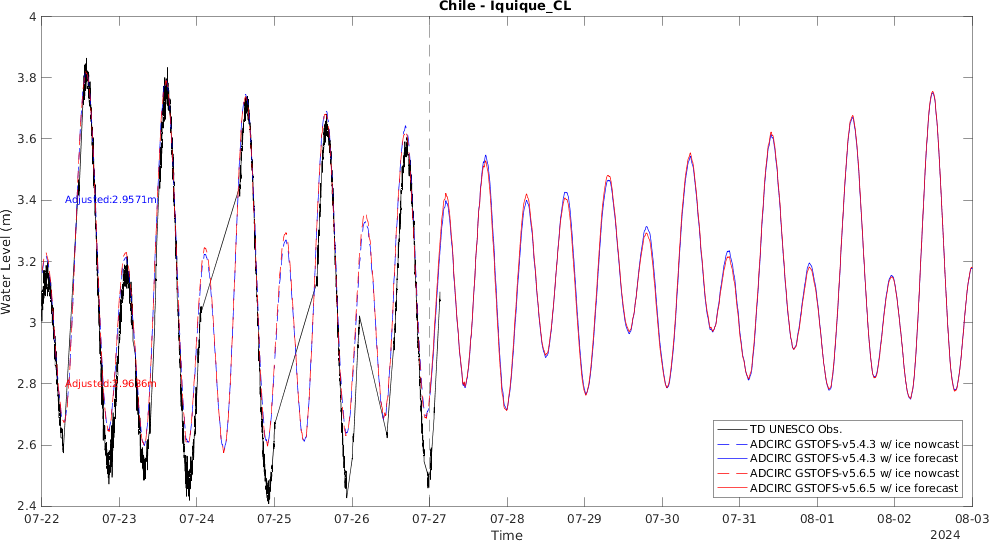 Chile - Iquique_CL
4
3.8
3.6
3.4
3.2
3
2.8
2.6
2.4
Water Level (m)
Adjusted:2.9571m
Adjusted:2.9636m
TD UNESCO Obs.
ADCIRC GSTOFS-v5.4.3 w/ ice nowcast
ADCIRC GSTOFS-v5.4.3 w/ ice forecast
ADCIRC GSTOFS-v5.6.5 w/ ice nowcast
ADCIRC GSTOFS-v5.6.5 w/ ice forecast
07-22 07-23 07-24 07-25 07-26 07-27 07-28 07-29 07-30 07-31 08-01 08-02 08-03
Time
2024